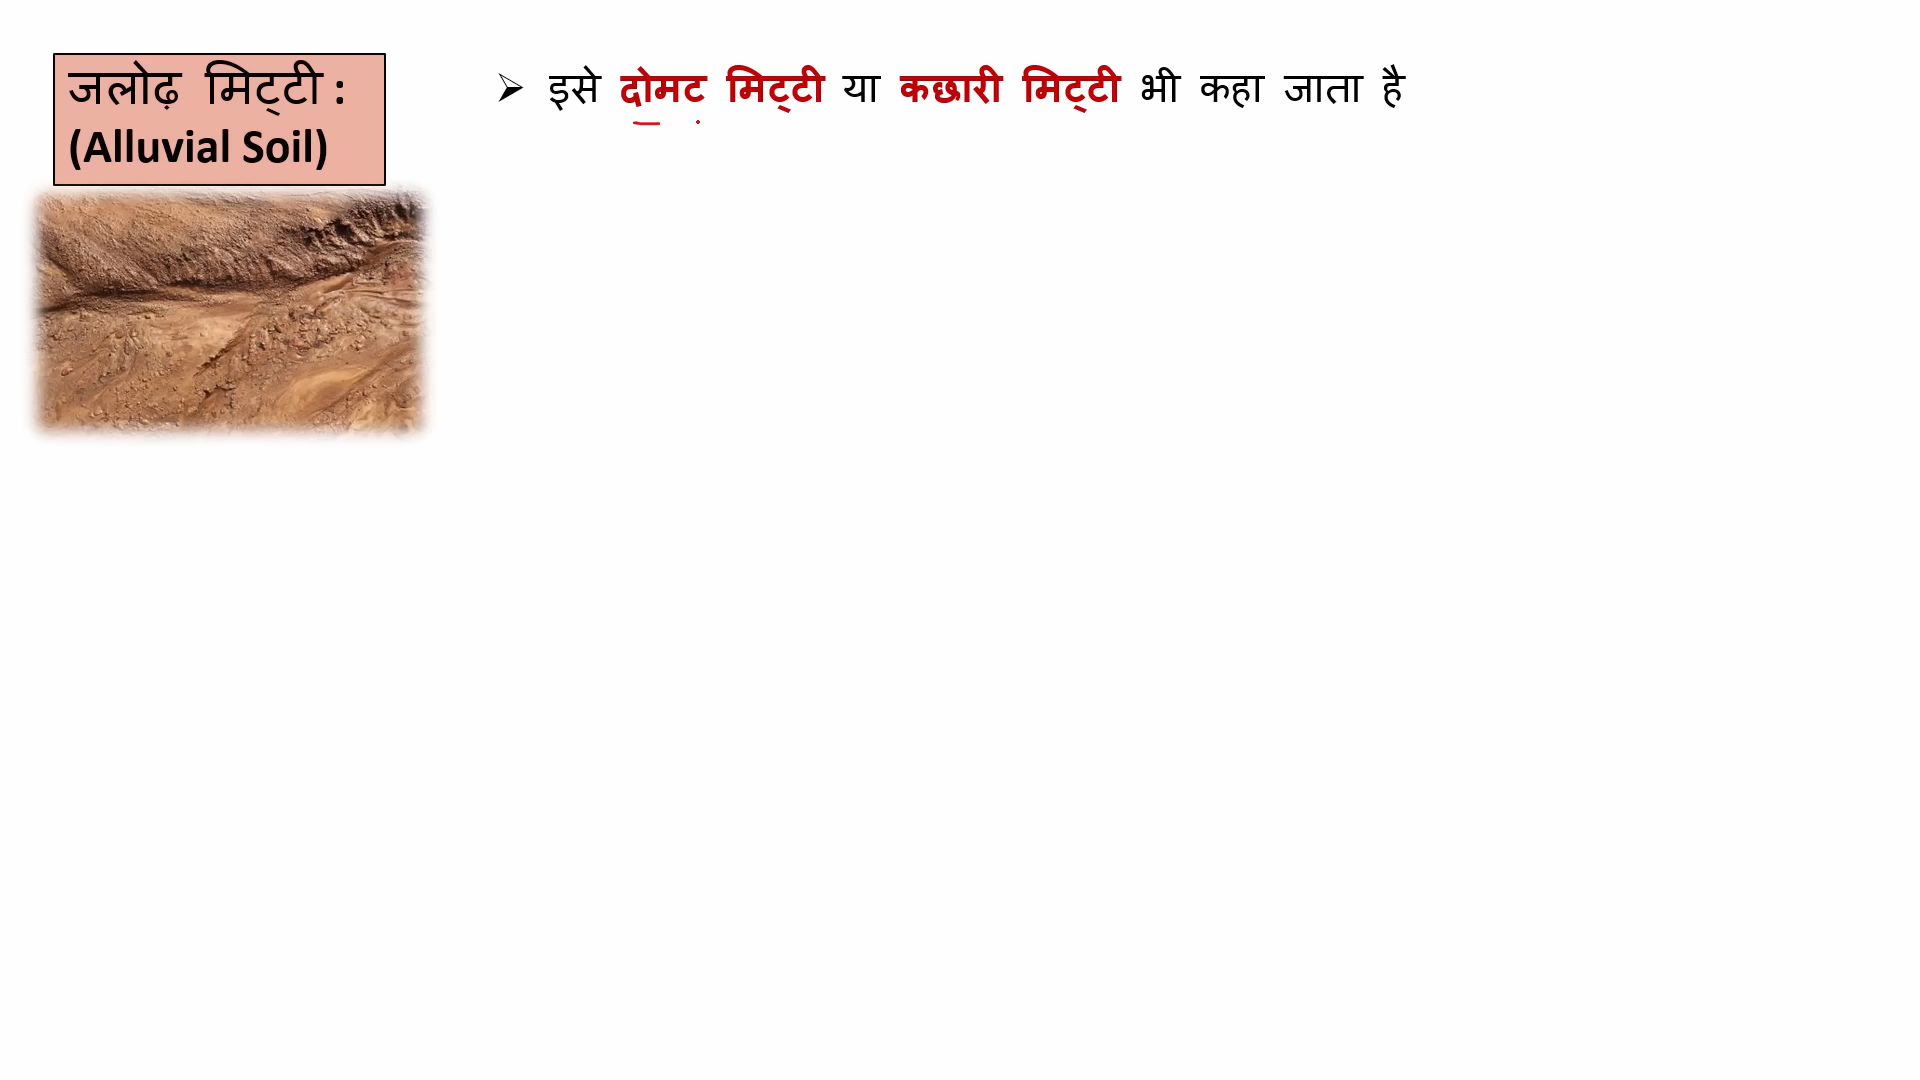 जलोढ़ मिट्टी :
(Alluvial Soil)
➢ इसे दोमट मिट्टी या कछारी मिट्टी भी कहा जाता है